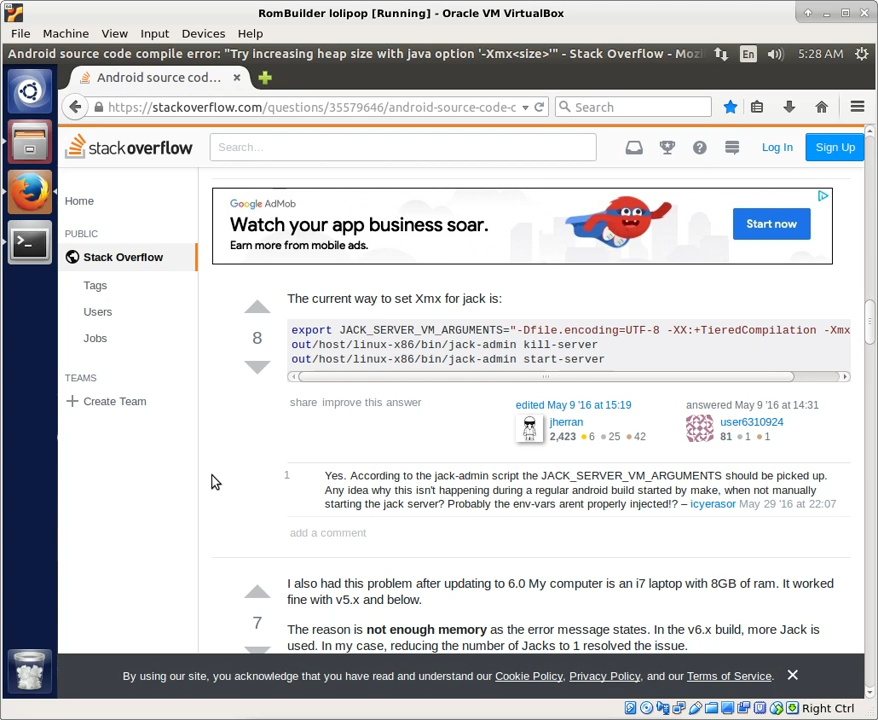 RomBuilder lolipop [Running] - Oracle VM VirtualBox
File Machine View Input Devices Help
Android source code compile error: "Try increasing heap size with java option '-Xmx<size>'" - Stack Overflow - Mozi
En
5:28 AM
Android source cod...
https://stackoverflow.com/questions/35579646/android-source-code-c
Search
stackoverflow
Search...
Log In
Sign Up
Home
PUBLIC
Stack Overflow
Tags
Users
Jobs
TEAMS
Create Team
Google AdMob
Watch your app business soar.
Earn more from mobile ads.
Start now
8
The current way to set Xmx for jack is:
export JACK_SERVER_VM_ARGUMENTS="-Dfile.encoding=UTF-8 -XX:+TieredCompilation -Xmx
out/host/linux-x86/bin/jack-admin kill-server
out/host/linux-x86/bin/jack-admin start-server
share improve this answer
edited May 9 '16 at 15:19
jherran
2,423 6 25 42
answered May 9 '16 at 14:31
user6310924
81 1 1
1
Yes. According to the jack-admin script the JACK_SERVER_VM_ARGUMENTS should be picked up.
Any idea why this isn't happening during a regular android build started by make, when not manually
starting the jack server? Probably the env-vars arent properly injected!? – icyerasor May 29 '16 at 22:07
add a comment
7
I also had this problem after updating to 6.0 My computer is an i7 laptop with 8GB of ram. It worked
fine with v5.x and below.
The reason is not enough memory as the error message states. In the v6.x build, more Jack is
used. In my case, reducing the number of Jacks to 1 resolved the issue.
By using our site, you acknowledge that you have read and understand our Cookie Policy, Privacy Policy, and our Terms of Service.
Right Ctrl